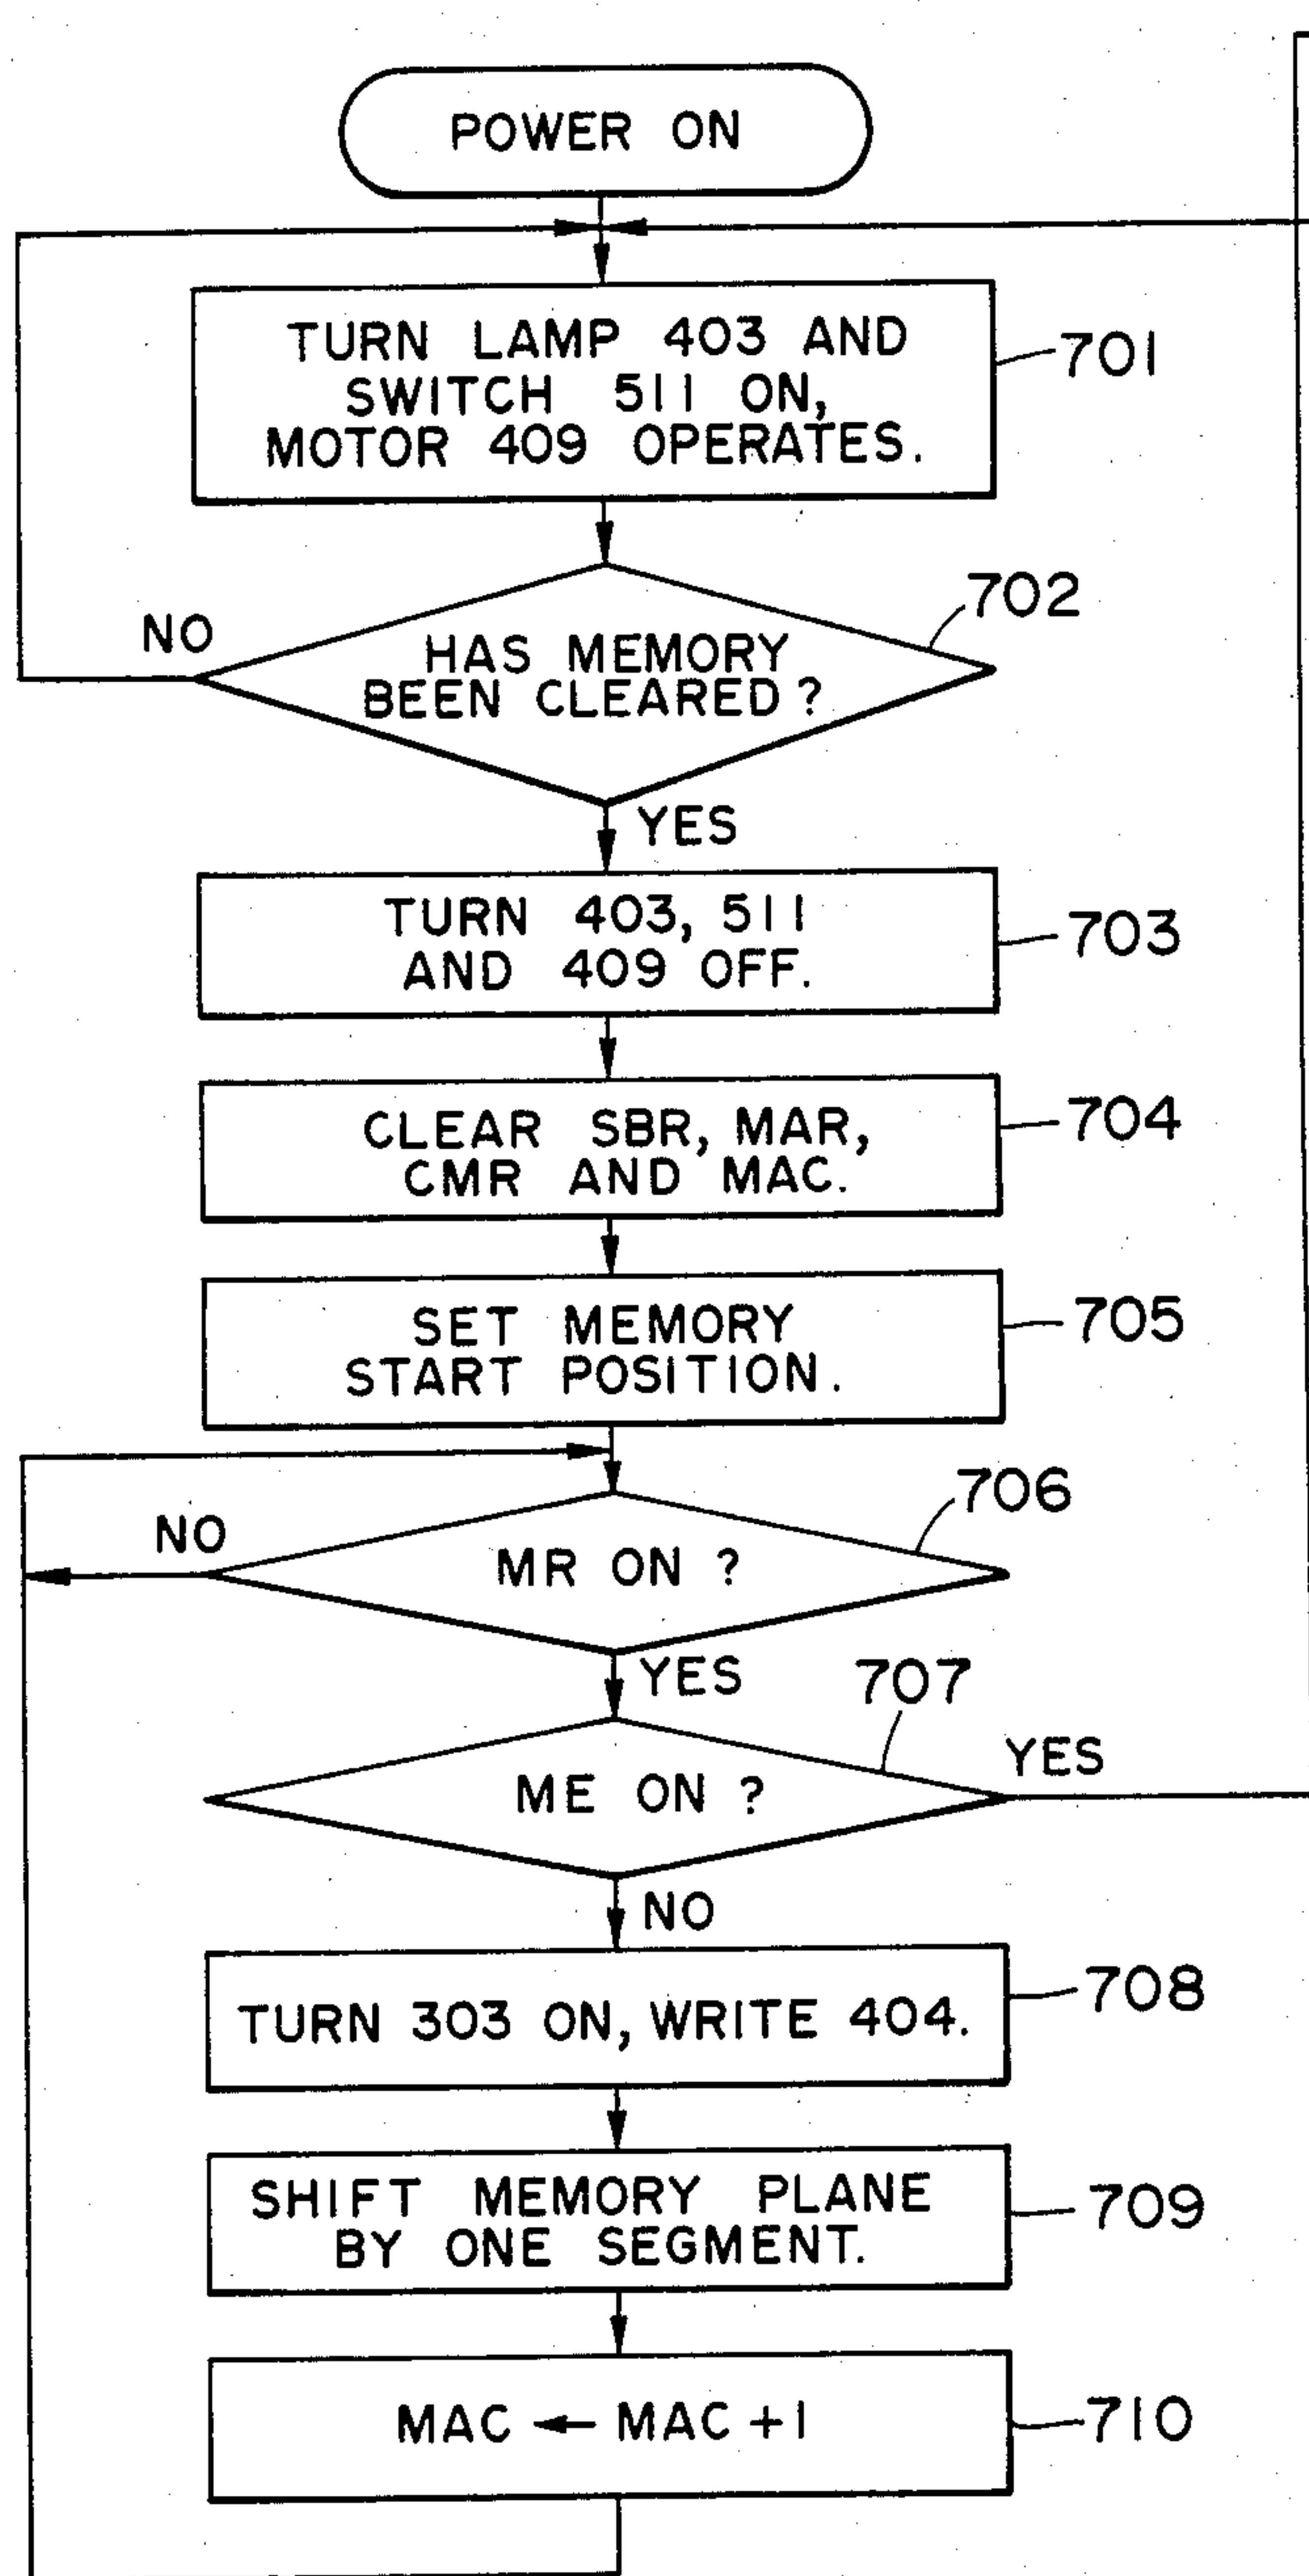 POWER ON
TURN LAMP 403 AND
SWITCH 511 ON,
MOTOR 409 OPERATES.
701
702
NO
HAS MEMORY
BEEN CLEARED ?
YES
TURN 403, 511
AND 409 OFF.
703
CLEAR SBR, MAR,
CMR AND MAC.
704
SET MEMORY
START POSITION.
705
706
NO
MR ON ?
YES
707
YES
ME ON ?
NO
TURN 303 ON, WRITE 404.
708
SHIFT MEMORY PLANE
BY ONE SEGMENT.
709
MAC ← MAC +1
710